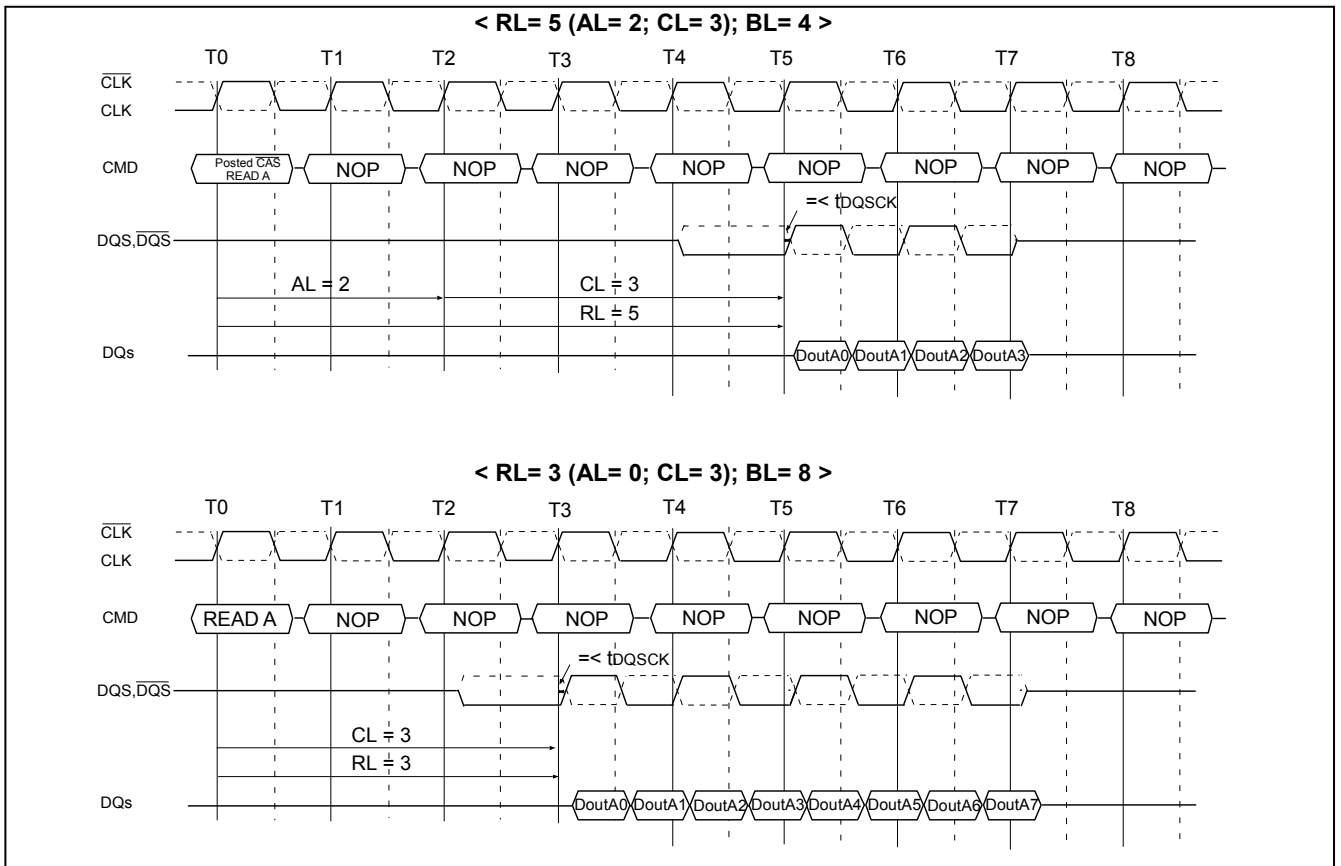 < RL= 5 (AL= 2; CL= 3); BL= 4 >
T0 T1 T2 T3 T4 T5 T6 T7 T8
CLK
CLK
CMD Posted CAS READ A NOP NOP NOP NOP NOP NOP NOP NOP
=< tDQSCK
DQS,DQS
AL = 2 CL = 3
RL = 5
DQs DoutA0 DoutA1 DoutA2 DoutA3
< RL= 3 (AL= 0; CL= 3); BL= 8 >
T0 T1 T2 T3 T4 T5 T6 T7 T8
CLK
CLK
CMD READ A NOP NOP NOP NOP NOP NOP NOP NOP
=< tDQSCK
DQS,DQS
CL = 3
RL = 3
DQs DoutA0 DoutA1 DoutA2 DoutA3 DoutA4 DoutA5 DoutA6 DoutA7